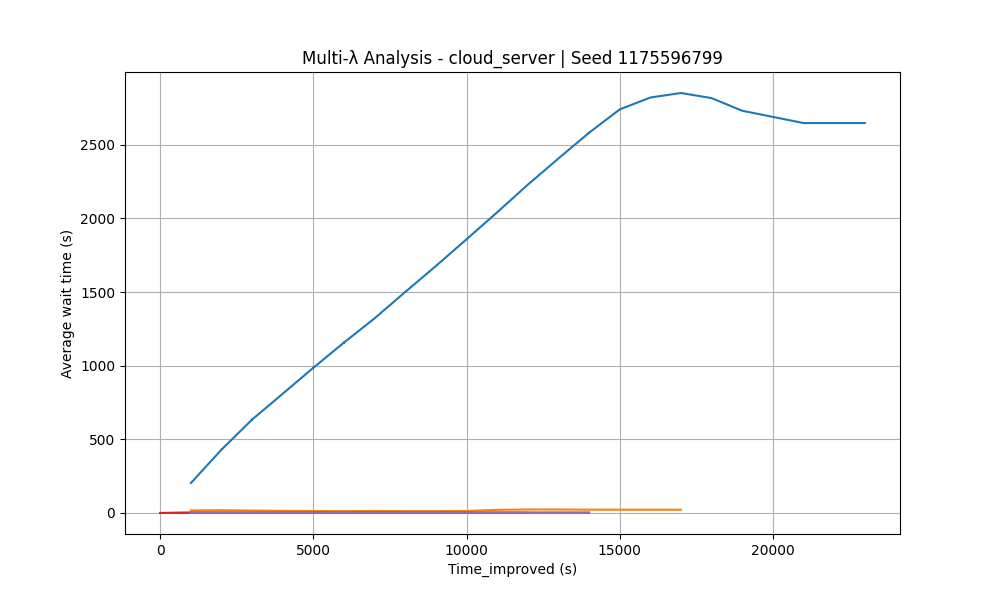 Multi-λ Analysis - cloud_server | Seed 1175596799
Average wait time (s)
2500
2000
1500
1000
500
0
0 5000 10000 15000 20000
Time_improved (s)